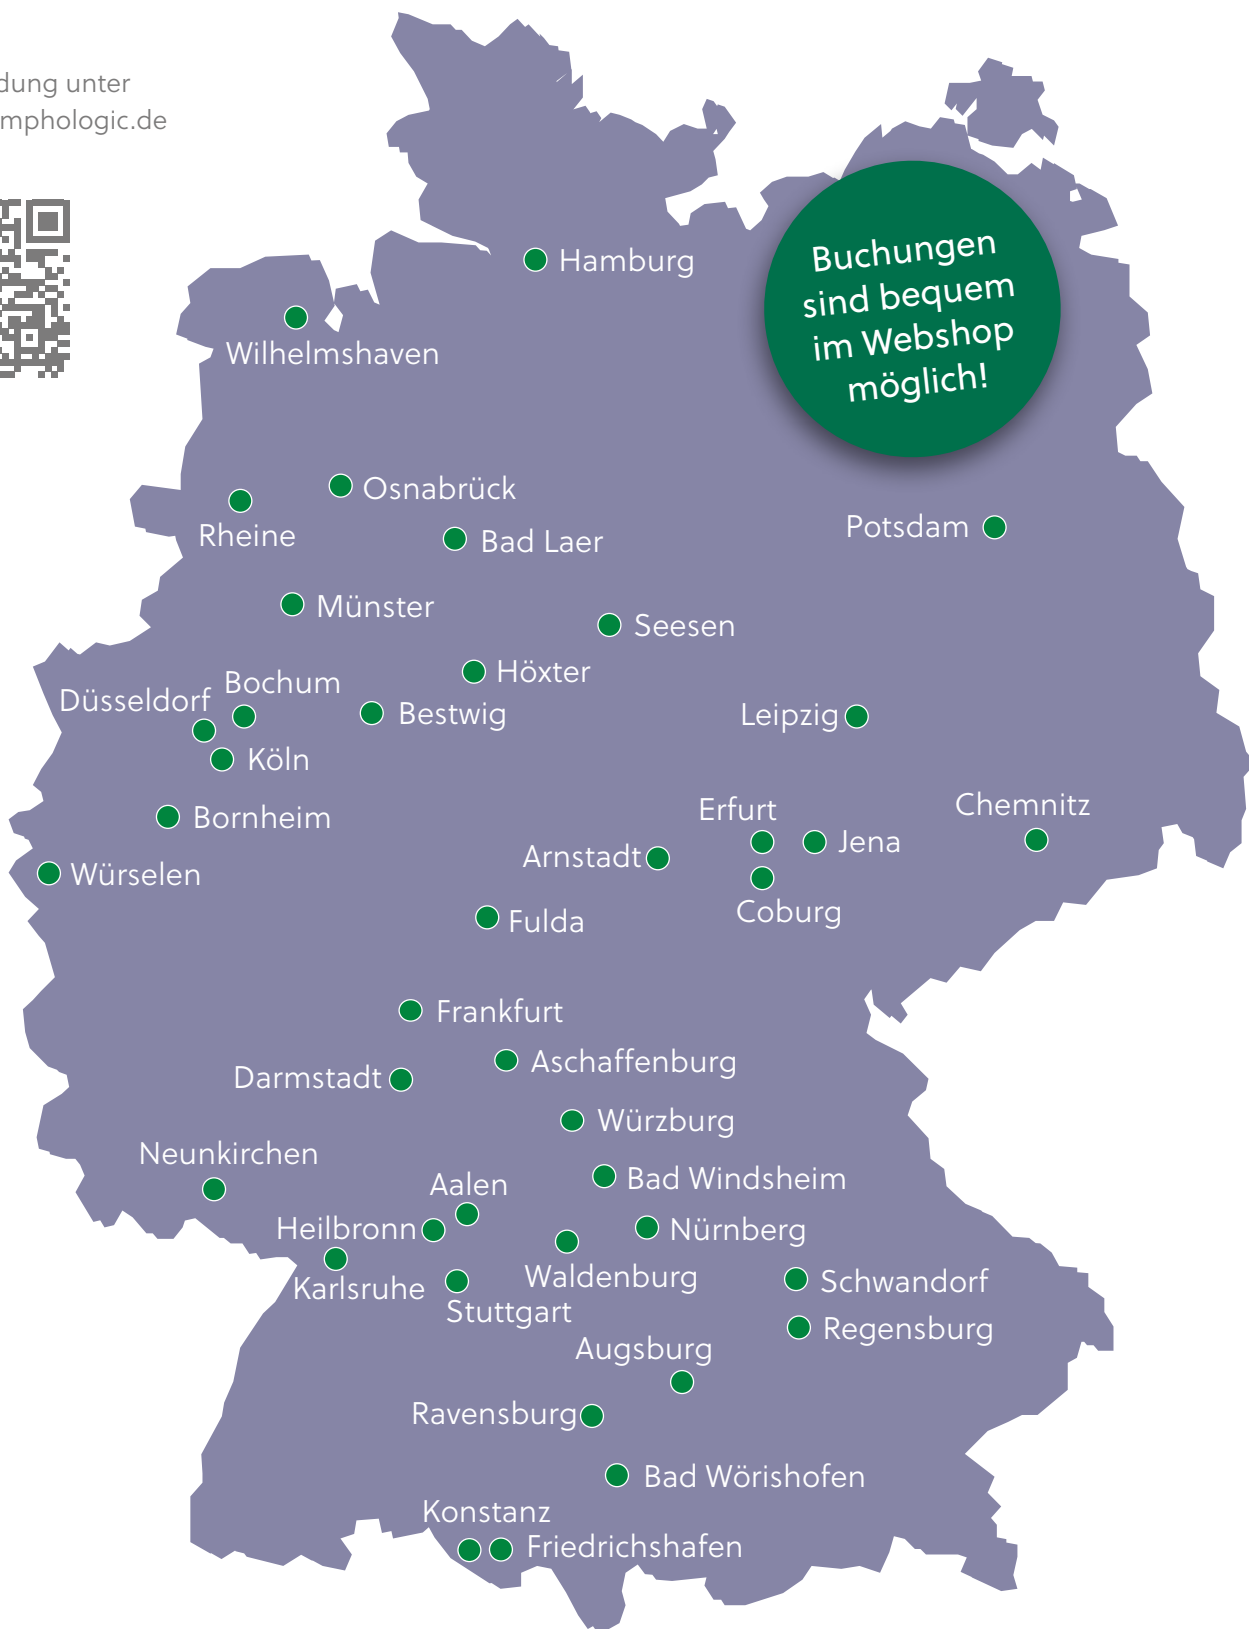 dung unter
mphologic.de
Buchungen
sind bequem
im Webshop
möglich!
Hamburg
Wilhelmshaven
Osnabrück
Rheine
Bad Laer
Potsdam
Münster
Seesen
Höxter
Bochum
Düsseldorf
Bestwig
Leipzig
Köln
Bornheim
Erfurt
Chemnitz
Jena
Arnstadt
Würselen
Coburg
Fulda
Frankfurt
Aschaffenburg
Darmstadt
Würzburg
Neunkirchen
Bad Windsheim
Aalen
Heilbronn
Nürnberg
Waldenburg
Karlsruhe
Schwandorf
Stuttgart
Regensburg
Augsburg
Ravensburg
Bad Wörishofen
Konstanz
Friedrichshafen